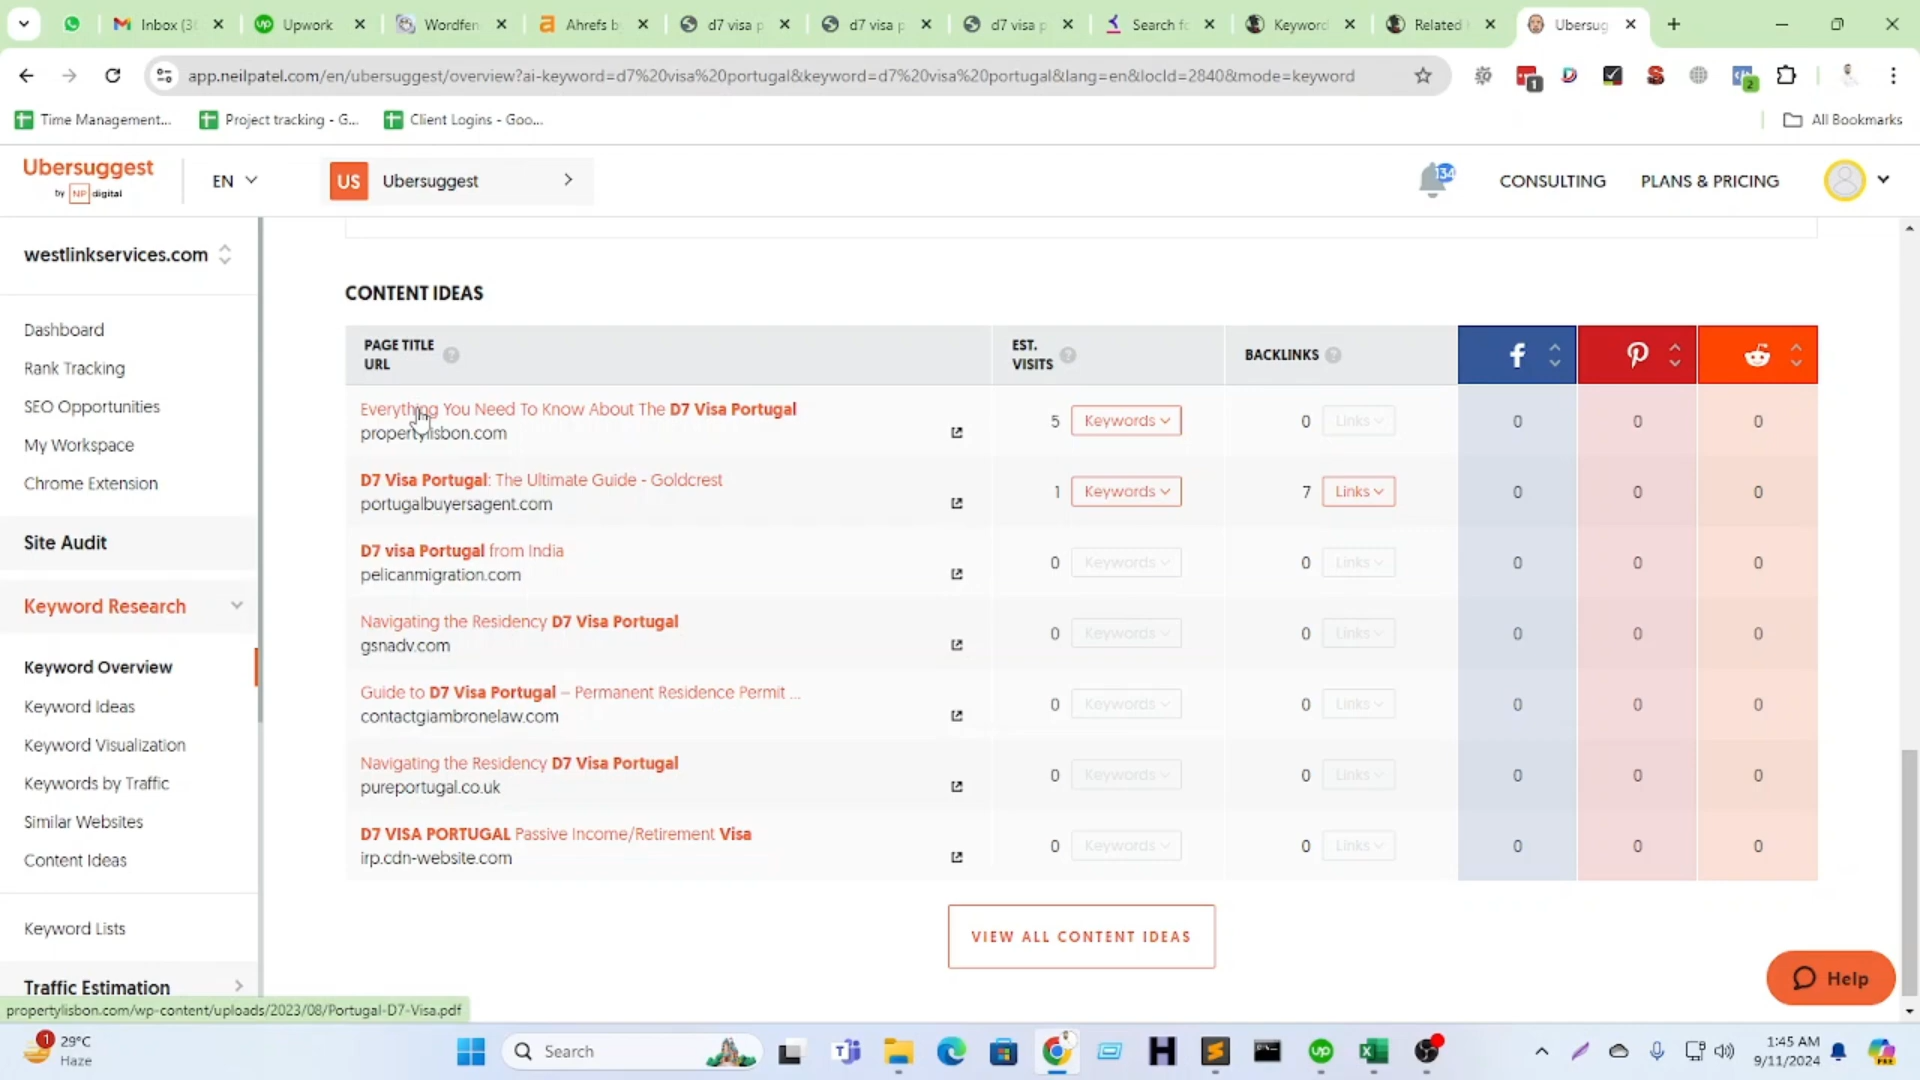 Inbox (3
Upwork
Wordfen
Ahrefs b
d7 visa p
d7 visa p
d7 visa p
Search fo
Keyword
Related
Ubersug
app.neilpatel.com/en/ubersuggest/overview?ai-keyword=d7%20visa%20portugal&keyword=d7%20visa%20portugal&lang=en&locId=2840&mode=keyword
1
2
Time Management...
Project tracking - G...
Client Logins - Goo...
All Bookmarks
Ubersuggest
by NP digital
EN
US Ubersuggest
134
CONSULTING
PLANS & PRICING
westlinkservices.com
Dashboard
Rank Tracking
SEO Opportunities
My Workspace
Chrome Extension
Site Audit
Keyword Research
Keyword Overview
Keyword Ideas
Keyword Visualization
Keywords by Traffic
Similar Websites
Content Ideas
Keyword Lists
Traffic Estimation
CONTENT IDEAS
PAGE TITLE
URL
EST.
VISITS
BACKLINKS
Everything You Need To Know About The D7 Visa Portugal
propertylisbon.com
5 Keywords 0 Links 0 0 0
D7 Visa Portugal: The Ultimate Guide - Goldcrest
portugalbuyersagent.com
1 Keywords 7 Links 0 0 0
D7 visa Portugal from India
pelicanmigration.com
0 Keywords 0 Links 0 0 0
Navigating the Residency D7 Visa Portugal
gsnadv.com
0 Keywords 0 Links 0 0 0
Guide to D7 Visa Portugal – Permanent Residence Permit ...
contactgiambronelaw.com
0 Keywords 0 Links 0 0 0
Navigating the Residency D7 Visa Portugal
pureportugal.co.uk
0 Keywords 0 Links 0 0 0
D7 VISA PORTUGAL Passive Income/Retirement Visa
irp.cdn-website.com
0 Keywords 0 Links 0 0 0
VIEW ALL CONTENT IDEAS
Help
propertylisbon.com/wp-content/uploads/2023/08/Portugal-D7-Visa.pdf
1
29°C
Haze
Search
1:45 AM
9/11/2024